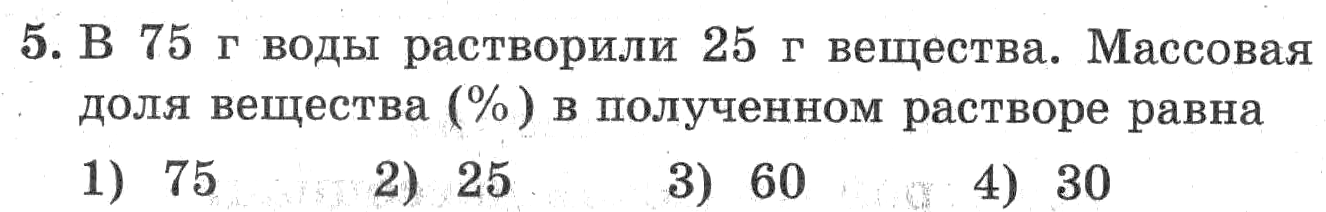 5. В 75 г воды растворили 25 г вещества. Массовая
доля вещества (%) в полученном растворе равна
1) 75 2) 25 3) 60 4) 30